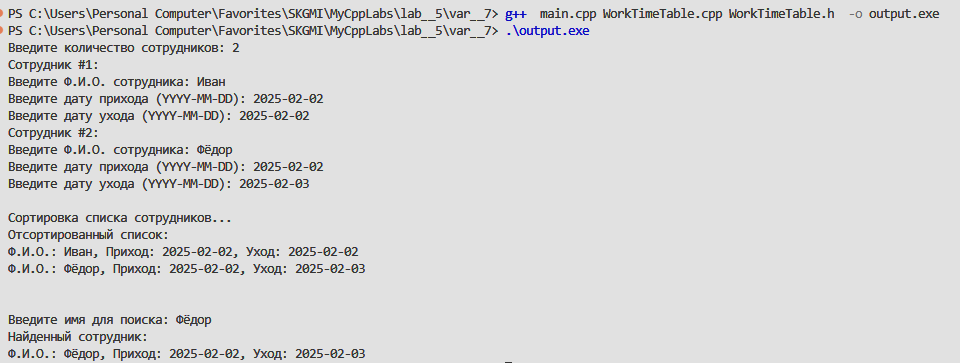 PS C:\Users\Personal Computer\Favorites\SKGMI\MyCppLabs\lab__5\var__7> g++  main.cpp WorkTimeTable.cpp WorkTimeTable.h  -o output.exe
PS C:\Users\Personal Computer\Favorites\SKGMI\MyCppLabs\lab__5\var__7> .\output.exe
Введите количество сотрудников: 2
Сотрудник #1:
Введите Ф.И.О. сотрудника: Иван
Введите дату прихода (YYYY-MM-DD): 2025-02-02
Введите дату ухода (YYYY-MM-DD): 2025-02-02
Сотрудник #2:
Введите Ф.И.О. сотрудника: Фёдор
Введите дату прихода (YYYY-MM-DD): 2025-02-02
Введите дату ухода (YYYY-MM-DD): 2025-02-03
Сортировка списка сотрудников...
Отсортированный список:
Ф.И.О.: Иван, Приход: 2025-02-02, Уход: 2025-02-02
Ф.И.О.: Фёдор, Приход: 2025-02-02, Уход: 2025-02-03
Введите имя для поиска: Фёдор
Найденный сотрудник:
Ф.И.О.: Фёдор, Приход: 2025-02-02, Уход: 2025-02-03